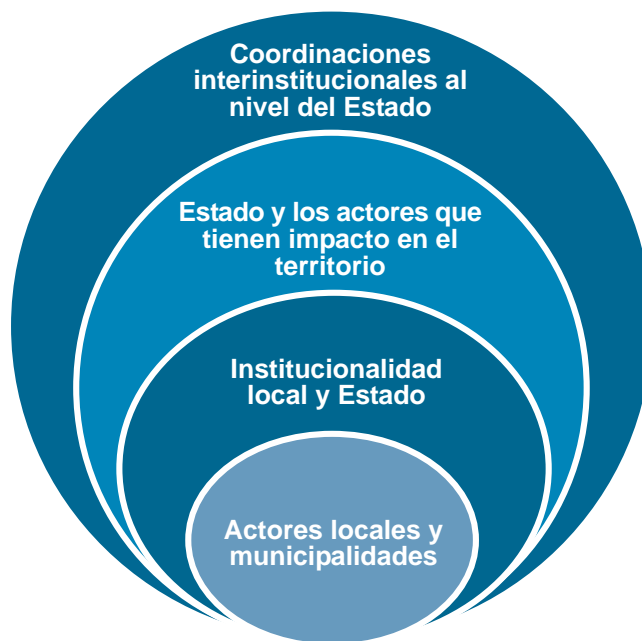 Coordinaciones
interinstitucionales al
nivel del Estado
Estado y los actores que
tienen impacto en el
territorio
Institucionalidad
local y Estado
Actores locales y
municipalidades